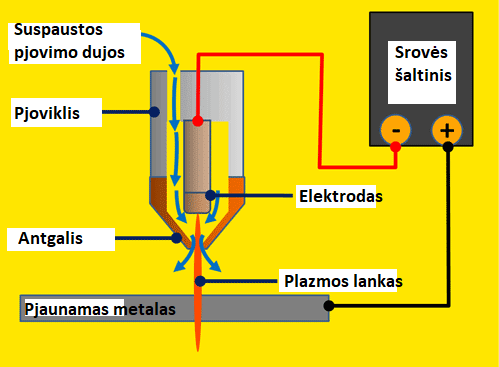 Suspaustos
pjovimo dujos
Srovės
šaltinis
- +
Pjoviklis
Elektrodas
Antgalis
Plazmos lankas
Pjaunamas metalas